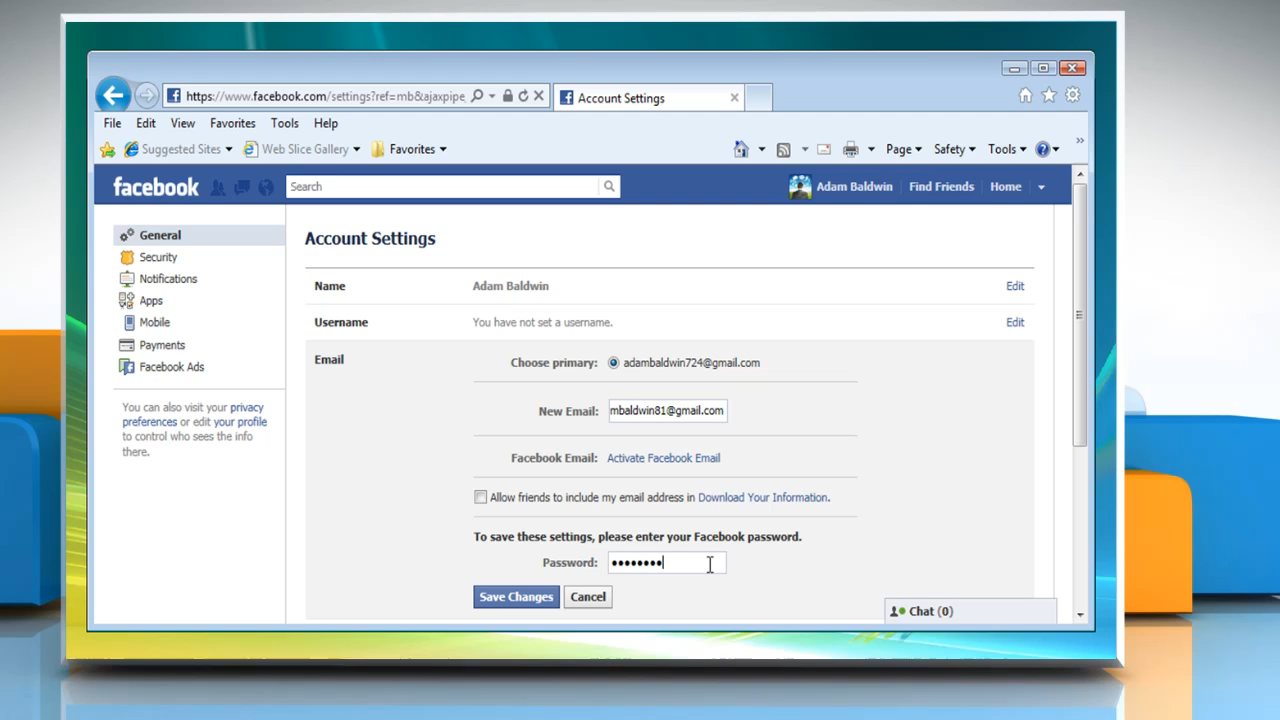 https://www.facebook.com/settings?ref=mb&ajaxpipe
Account Settings
File Edit View Favorites Tools Help
Suggested Sites Web Slice Gallery Favorites Page Safety Tools »
facebook Search Adam Baldwin Find Friends Home
General
Security
Notifications
Apps
Mobile
Payments
Facebook Ads
You can also visit your privacy
preferences or edit your profile
to control who sees the info
there.
Account Settings
Name Adam Baldwin Edit
Username You have not set a username. Edit
Email Choose primary: adambaldwin724@gmail.com
New Email: mbaldwin81@gmail.com
Facebook Email: Activate Facebook Email
Allow friends to include my email address in Download Your Information.
To save these settings, please enter your Facebook password.
Password: ••••••••
Save Changes Cancel
Chat (0)